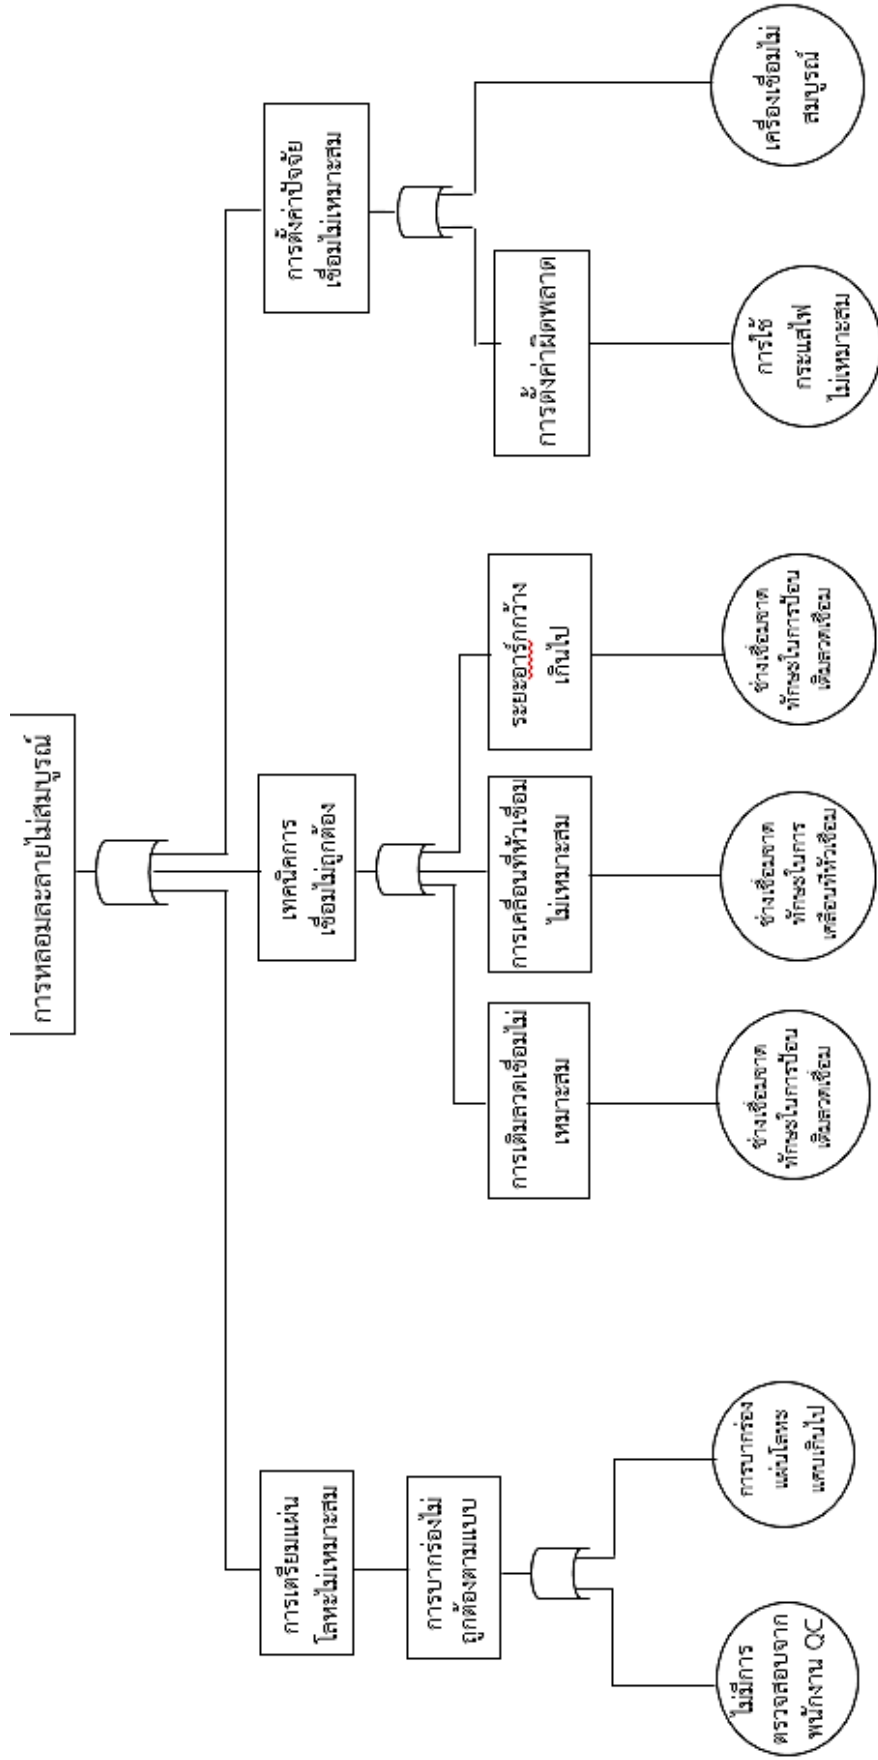 การหลอมละลายไม่สมบูรณ์
การเตรียมแผ่น
โลหะไม่เหมาะสม
เทคนิคการ
เชื่อมไม่ถูกต้อง
การตั้งค่าปัจจัย
เชื่อมไม่เหมาะสม
การบากร่องไม่
ถูกต้องตามแบบ
การเติมลวดเชื่อมไม่
เหมาะสม
การเคลื่อนที่หัวเชื่อม
ไม่เหมาะสม
ระยะอาร์กกว้าง
เกินไป
การตั้งค่าผิดพลาด
ไม่มีการ
ตรวจสอบจาก
พนักงาน QC
การบากร่อง
แผ่นโลหะ
แคบเกินไป
ช่างเชื่อมขาด
ทักษะในการป้อน
เติมลวดเชื่อม
ช่างเชื่อมขาด
ทักษะในการ
เคลื่อนที่หัวเชื่อม
ช่างเชื่อมขาด
ทักษะในการป้อน
เติมลวดเชื่อม
การใช้
กระแสไฟ
ไม่เหมาะสม
เครื่องเชื่อมไม่
สมบูรณ์